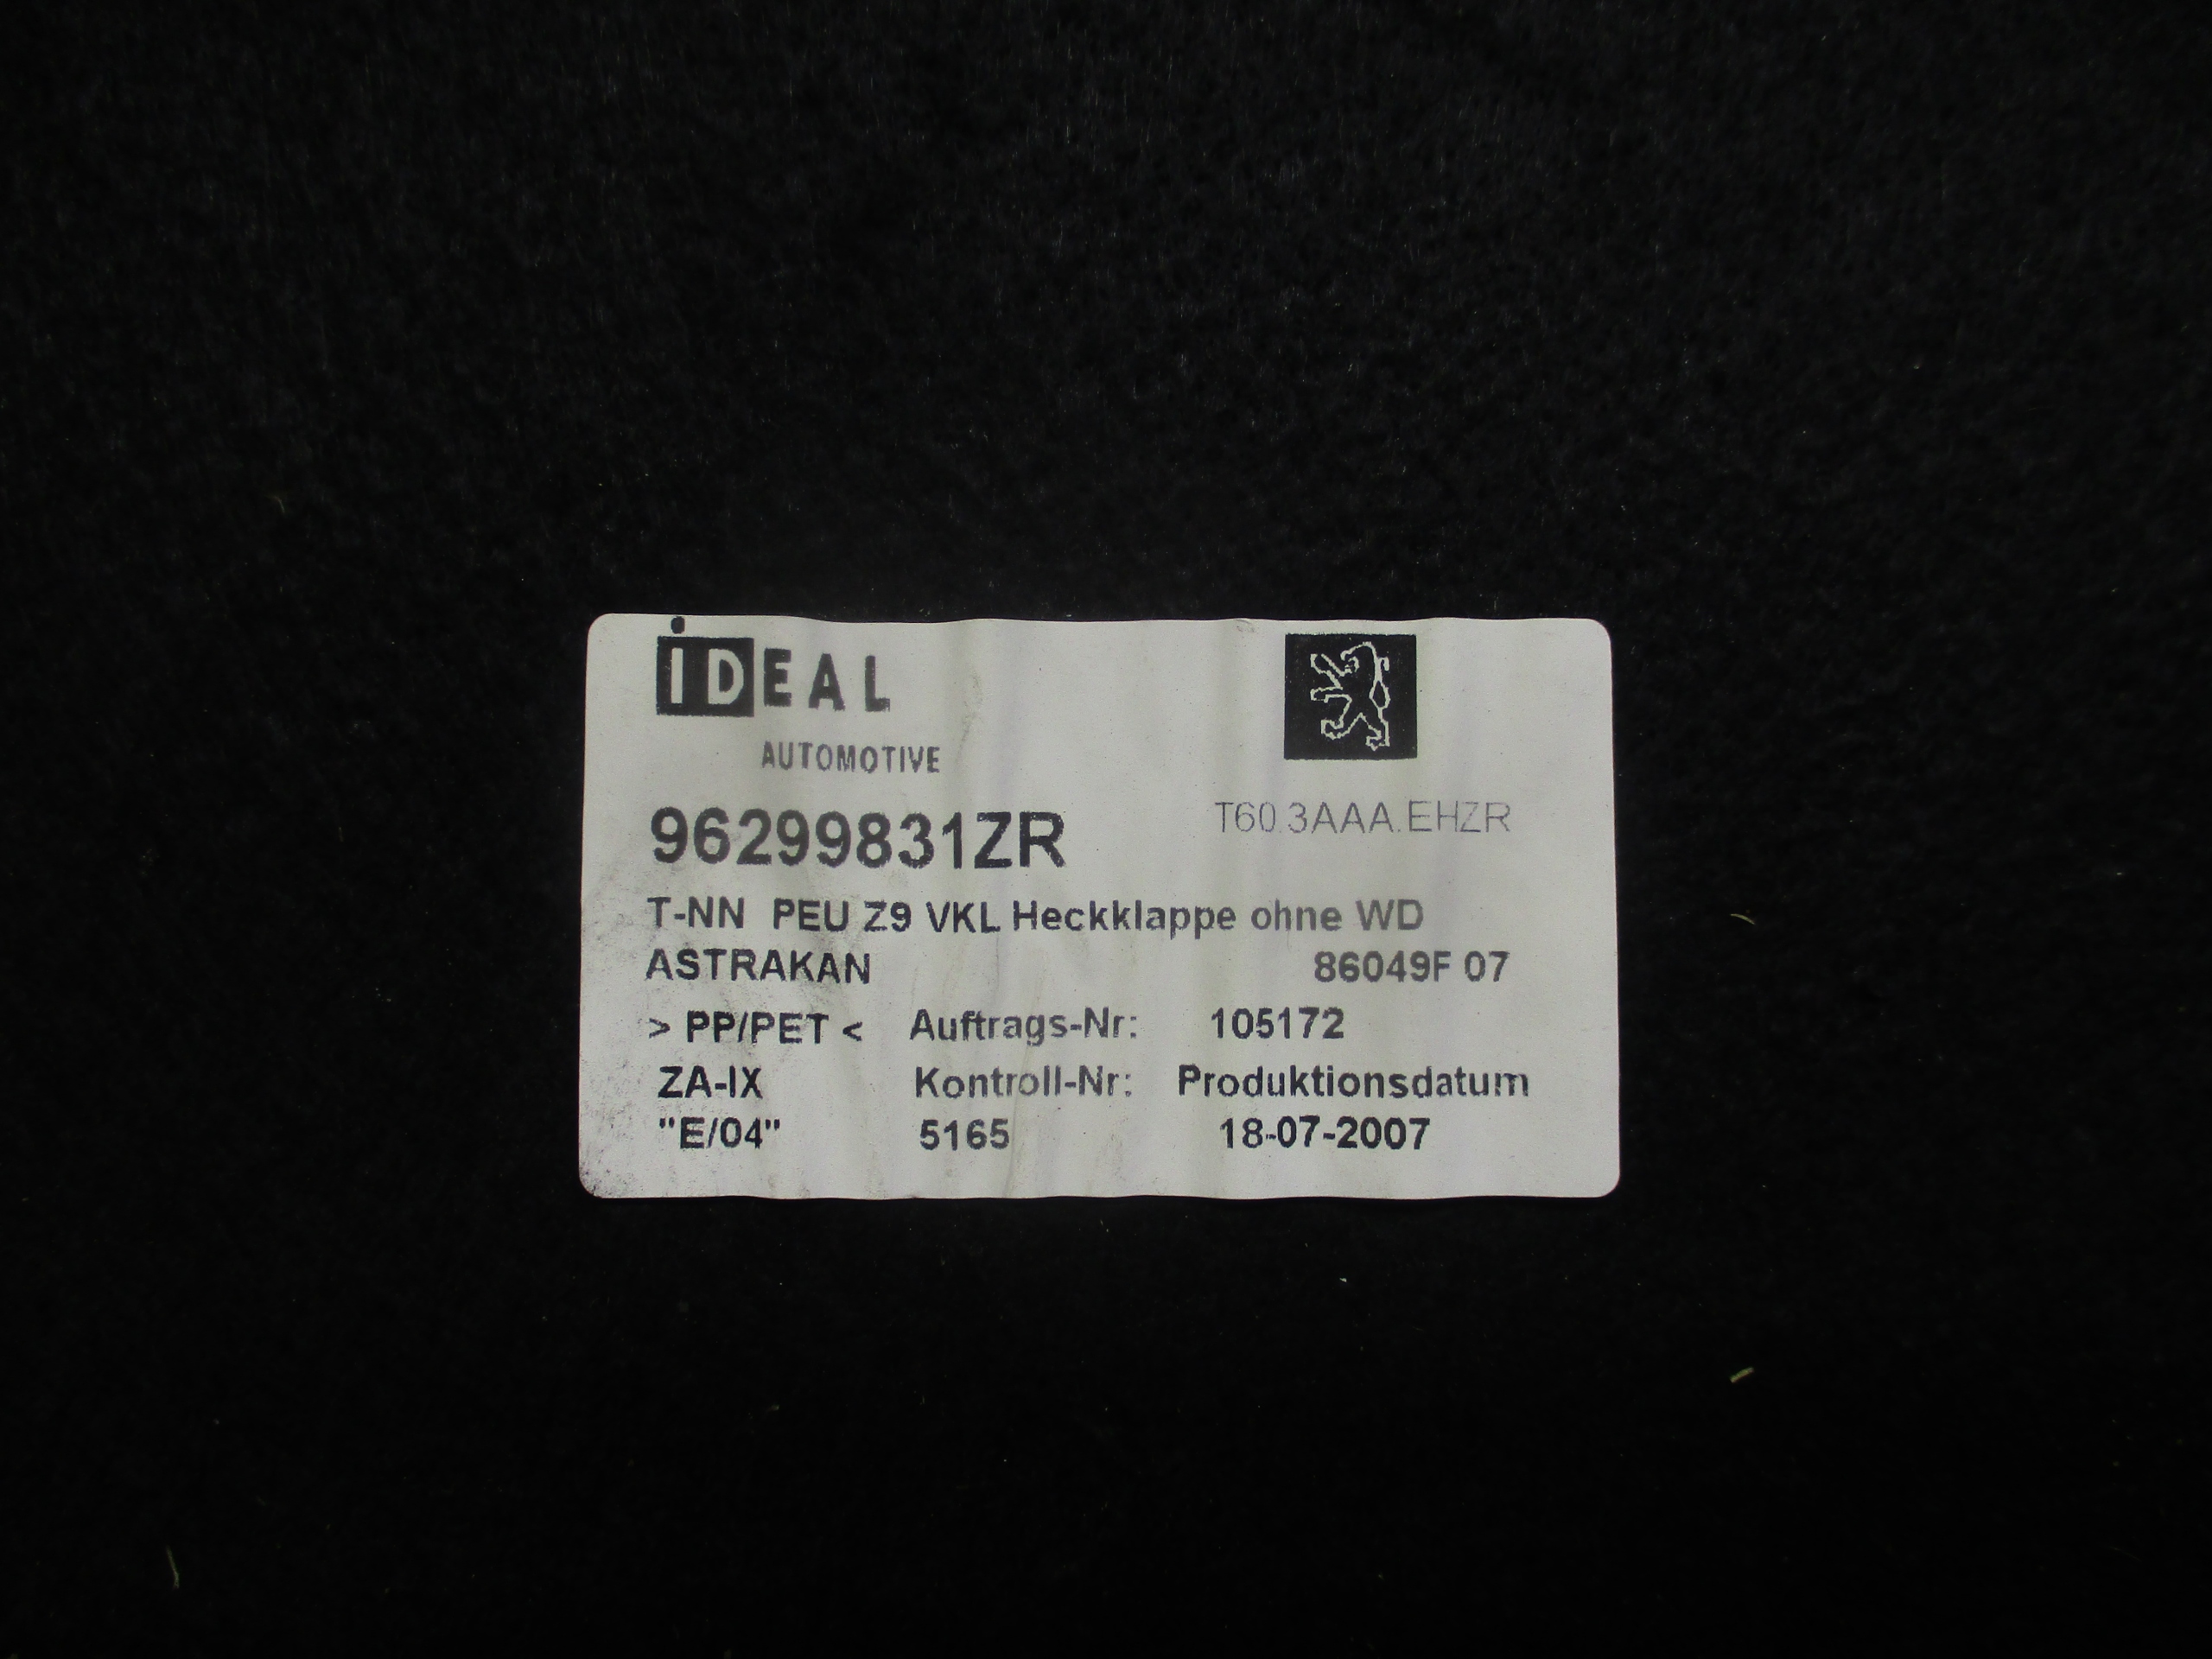 iDEAL
AUTOMOTIVE
96299831ZR T60.3AAA.EHZR
T-NN PEU Z9 VKL Heckklappe ohne WD
ASTRAKAN 86049F 07
> PP/PET < Auftrags-Nr: 105172
ZA-IX Kontroll-Nr: Produktionsdatum
"E/04" 5165 18-07-2007